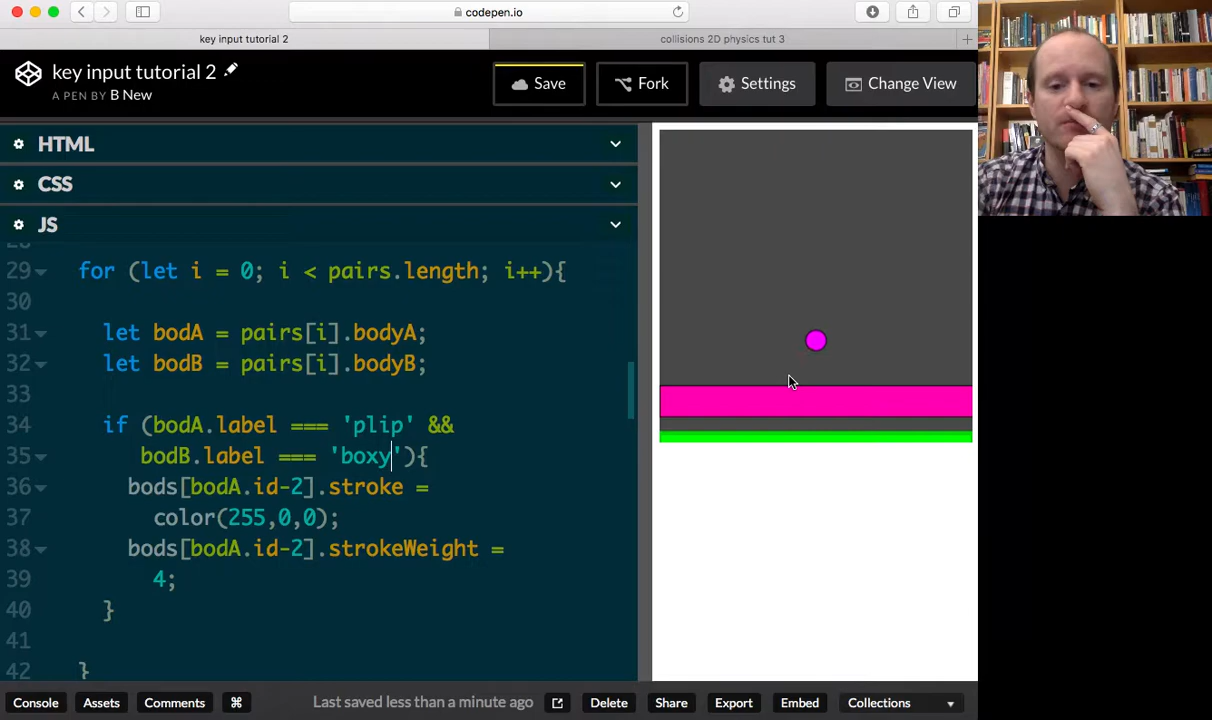 codepen.io
key input tutorial 2
collisions 2D physics tut 3
key input tutorial 2
A PEN BY B New
Save
Fork
Settings
Change View
HTML
CSS
JS
29 for (let i = 0; i < pairs.length; i++){
30
31 let bodA = pairs[i].bodyA;
32 let bodB = pairs[i].bodyB;
33
34 if (bodA.label === 'plip' &&
35 bodB.label === 'boxy'){
36 bods[bodA.id-2].stroke =
37 color(255,0,0);
38 bods[bodA.id-2].strokeWeight =
39 4;
40 }
41
42 }
Console
Assets
Comments
⌘
Last saved less than a minute ago
Delete
Share
Export
Embed
Collections